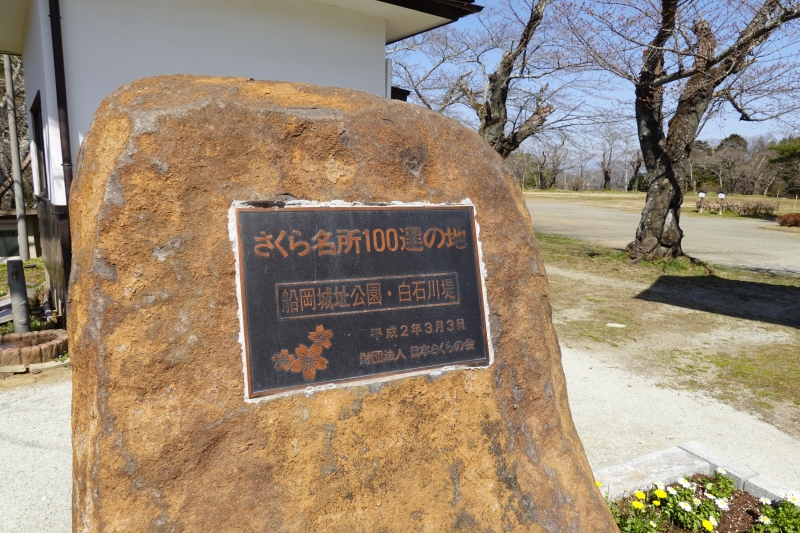 さくら名所100選の地
船岡城址公園・白石川堤
平成2年3月3日
財団法人 日本さくらの会